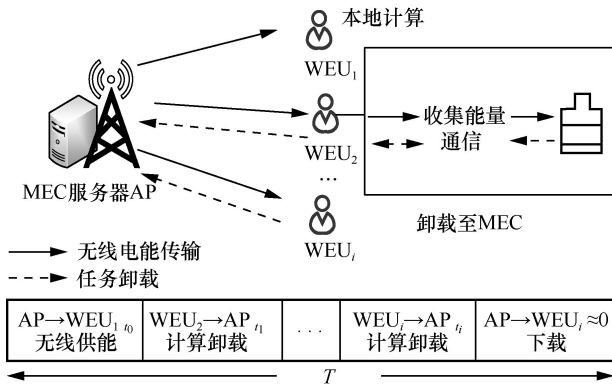 本地计算
WEU₁
WEU₂
...
WEUᵢ
MEC服务器AP
收集能量
通信
卸载至MEC
无线电能传输
任务卸载
AP→WEU₁ t₀
无线供能
WEU₂→AP t₁
计算卸载
...
WEUᵢ→AP tᵢ
计算卸载
AP→WEUᵢ≈0
下载
T